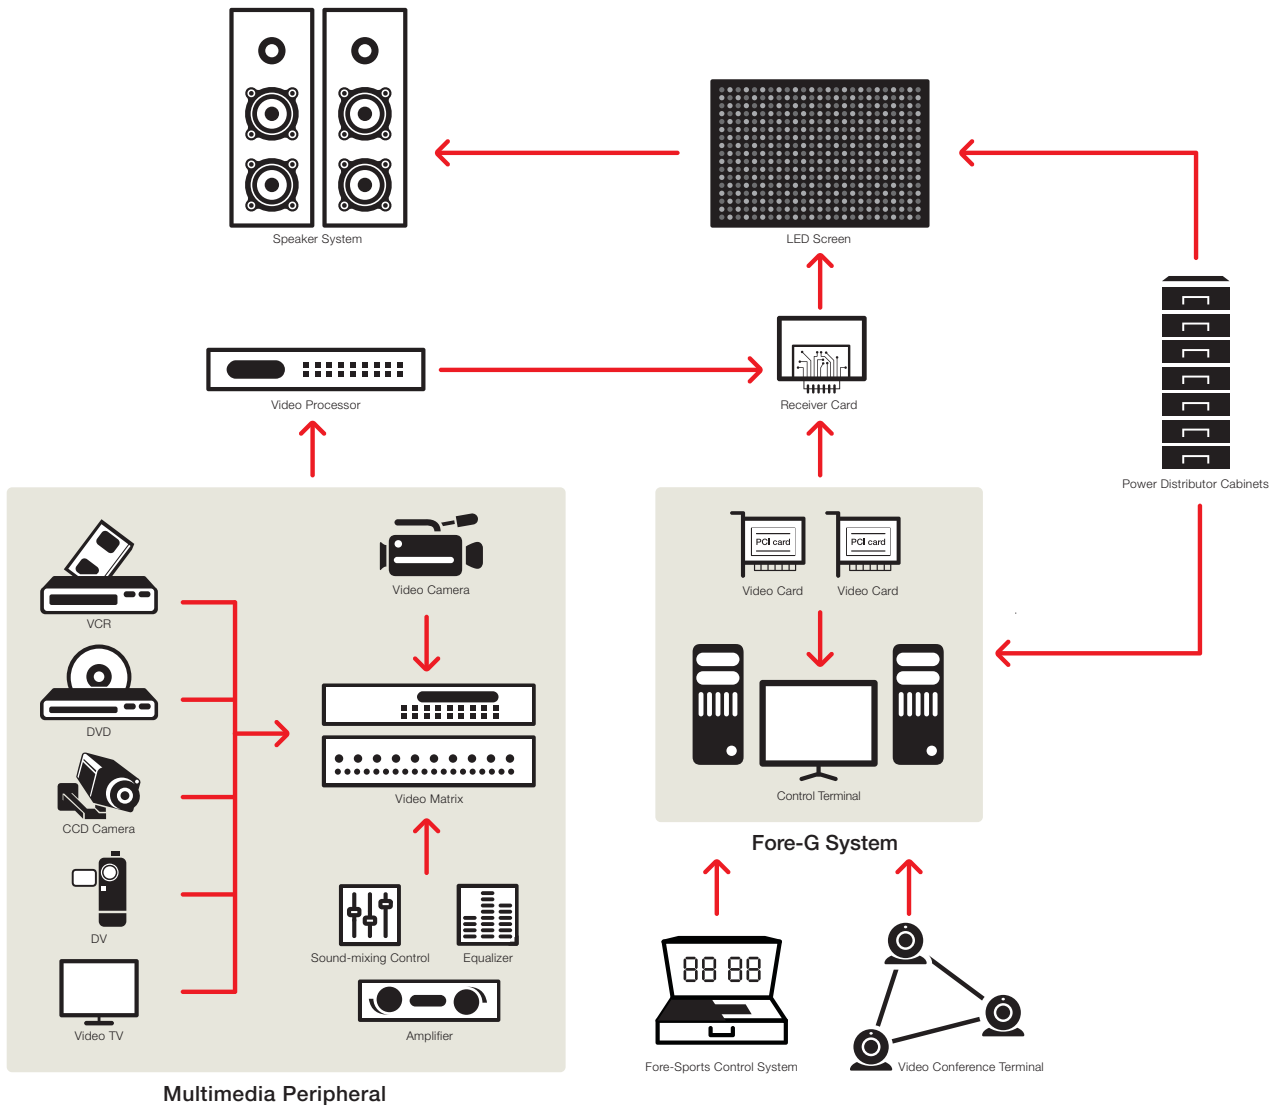 Speaker System
LED Screen
Video Processor
Receiver Card
Power Distributor Cabinets
VCR
Video Camera
PCI card
PCI card
Video Card
Video Card
DVD
CCD Camera
Video Matrix
Control Terminal
Fore-G System
DV
Sound-mixing Control
Equalizer
88 88
Video TV
Amplifier
Fore-Sports Control System
Video Conference Terminal
Multimedia Peripheral